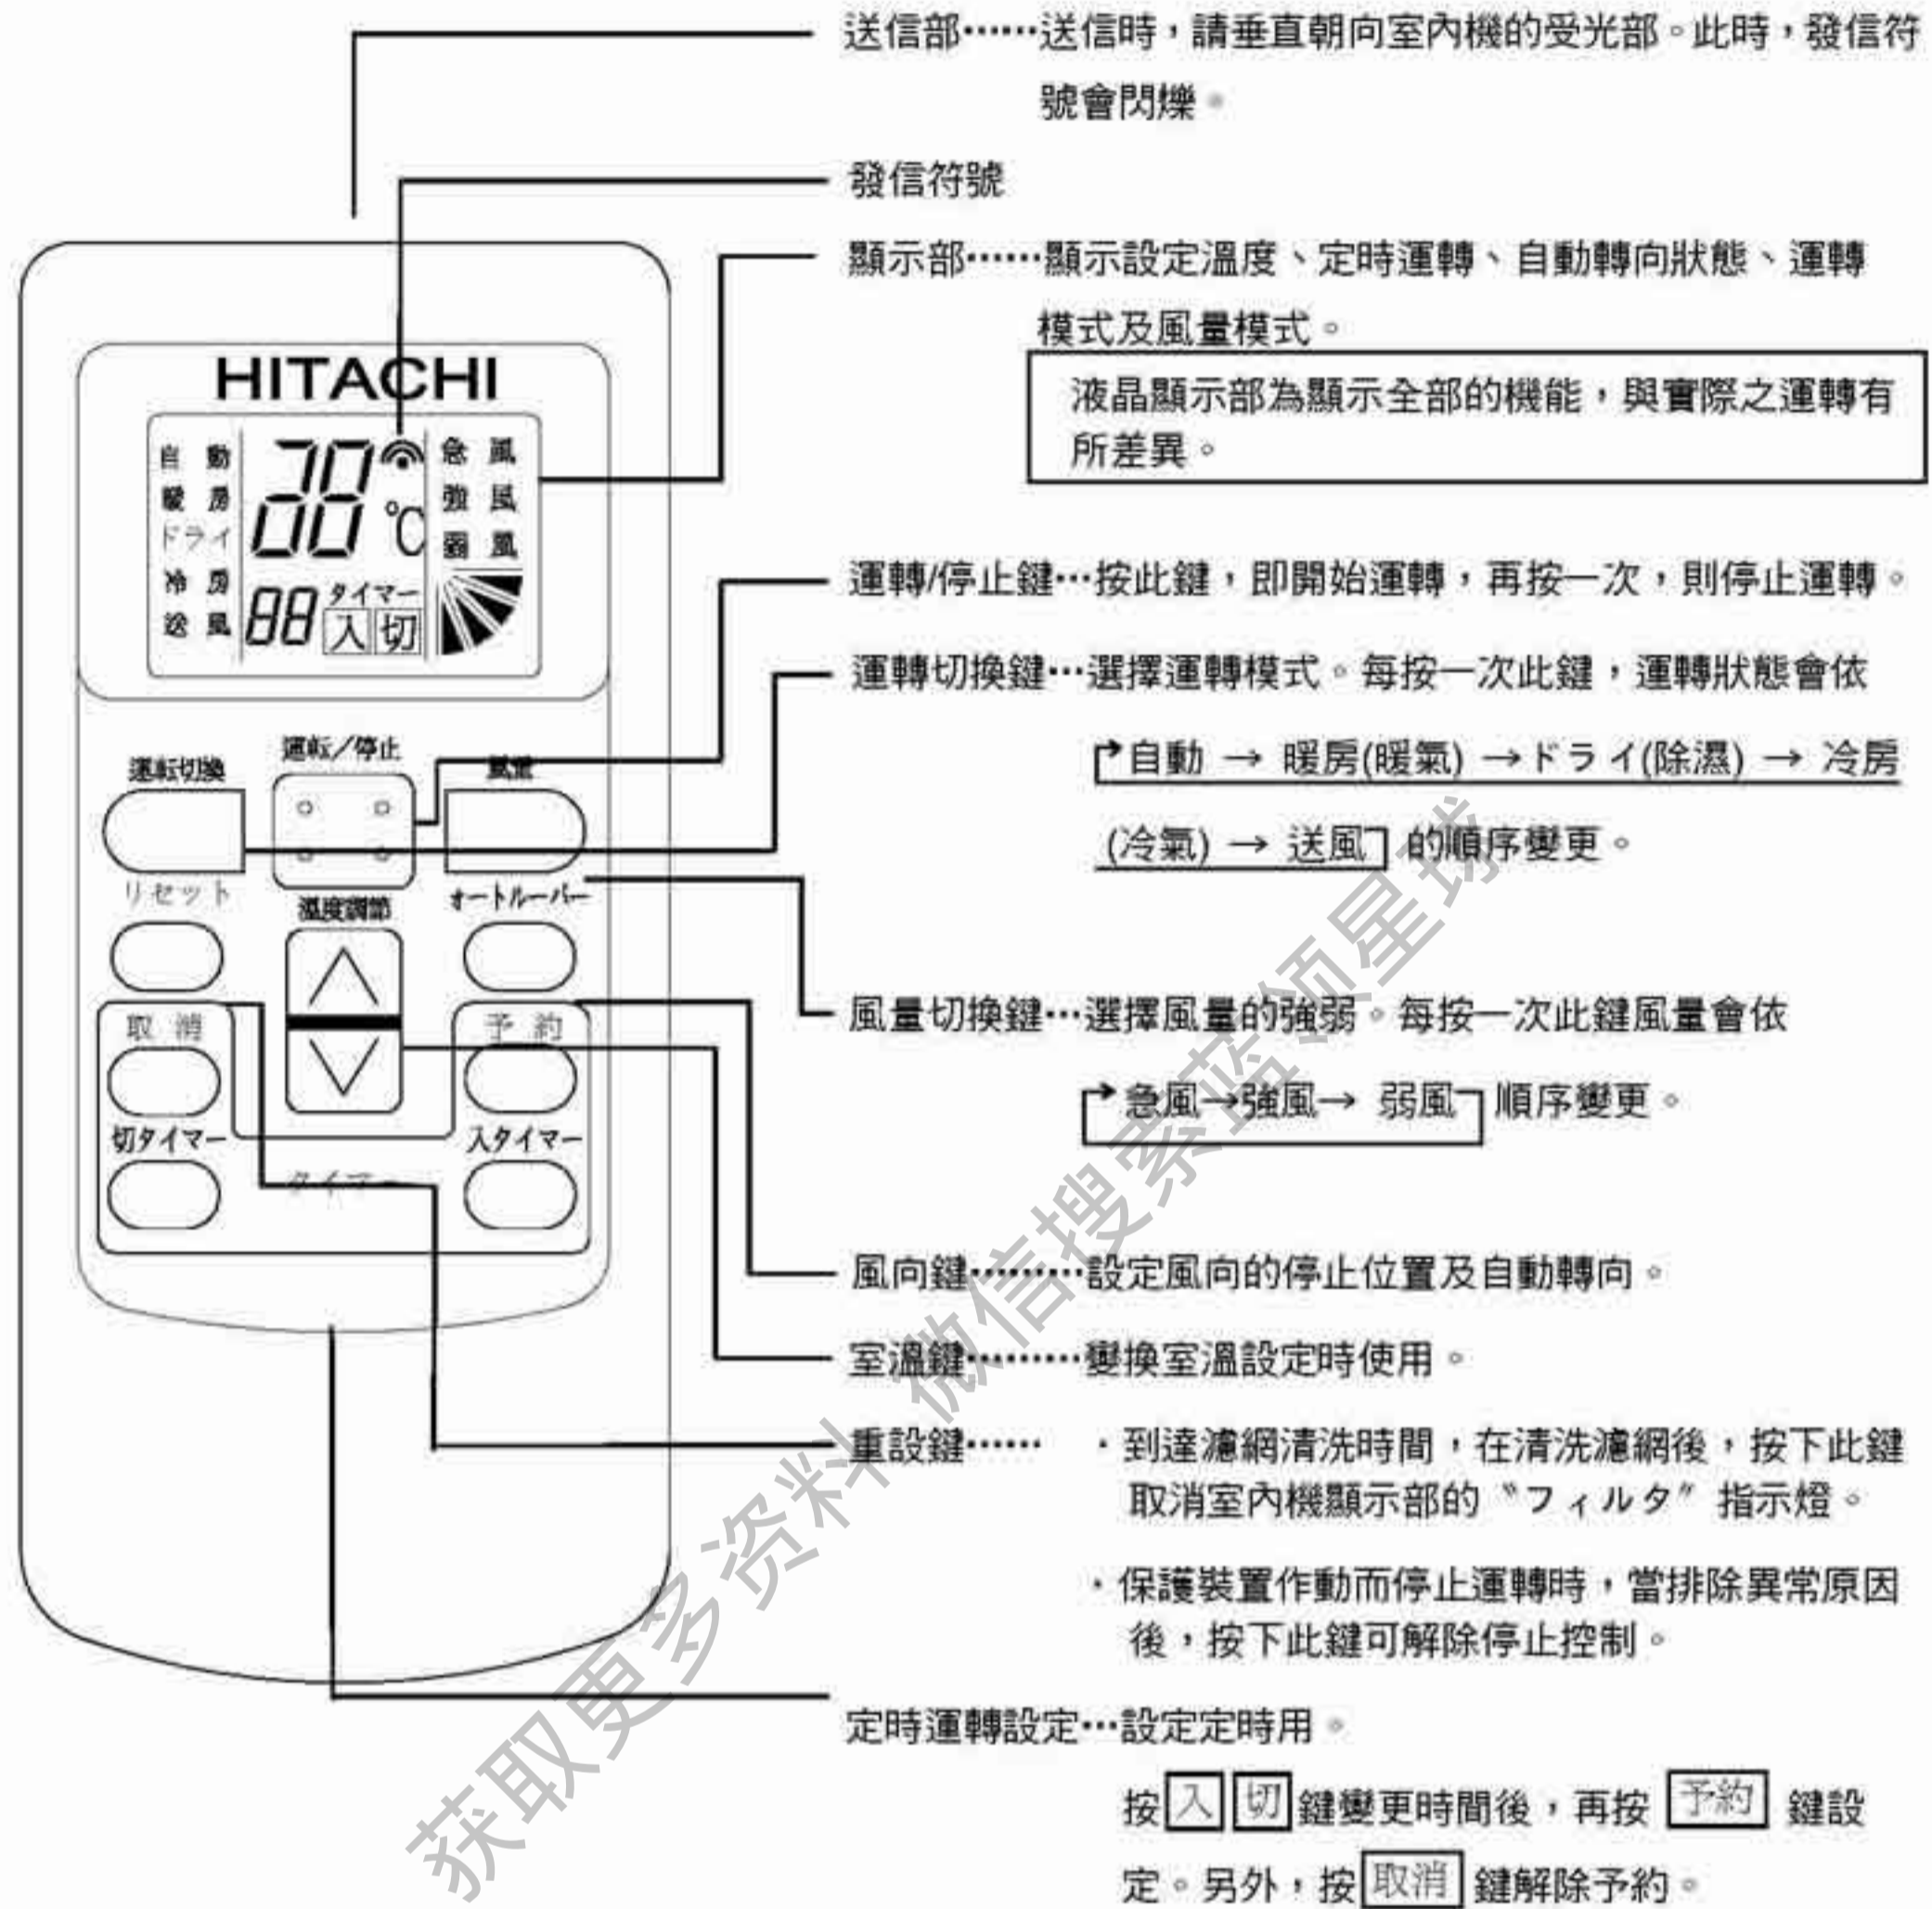 送信部……送信時，請垂直朝向室內機的受光部。此時，發信符
號會閃爍。
發信符號
顯示部……顯示設定溫度、定時運轉、自動轉向狀態、運轉
模式及風量模式。
液晶顯示部為顯示全部的機能，與實際之運轉有
所差異。
HITACHI
自動
暖房
ドライ
冷房
送風
88
℃
急風
強風
弱風
88
タイマー
入 切
運転切換
運転/停止
風量
リセット
溫度調節
オートルーバー
取消
予約
切タイマー
入タイマー
タイマー
運轉/停止鍵…按此鍵，即開始運轉，再按一次，則停止運轉。
運轉切換鍵…選擇運轉模式。每按一次此鍵，運轉狀態會依
自動 → 暖房(暖氣) →ドライ(除濕) → 冷房
(冷氣) → 送風 的順序變更。
風量切換鍵…選擇風量的強弱。每按一次此鍵風量會依
急風→強風→ 弱風 順序變更。
風向鍵………設定風向的停止位置及自動轉向。
室溫鍵………變換室溫設定時使用。
重設鍵…… ・到達濾網清洗時間，在清洗濾網後，按下此鍵
取消室內機顯示部的〝フィルタ〞指示燈。
・保護裝置作動而停止運轉時，當排除異常原因
後，按下此鍵可解除停止控制。
定時運轉設定…設定定時用。
按 入 切 鍵變更時間後，再按 予約 鍵設
定。另外，按 取消 鍵解除予約。
获取更多资料 微信搜索蓝领星球